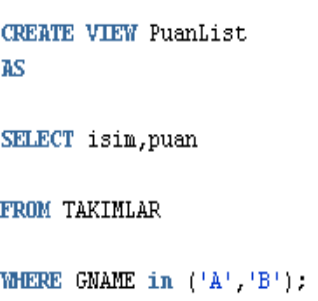 CREATE VIEW PuanList
AS
SELECT isim,puan
FROM TAKIMLAR
WHERE GNAME in ('A','B');